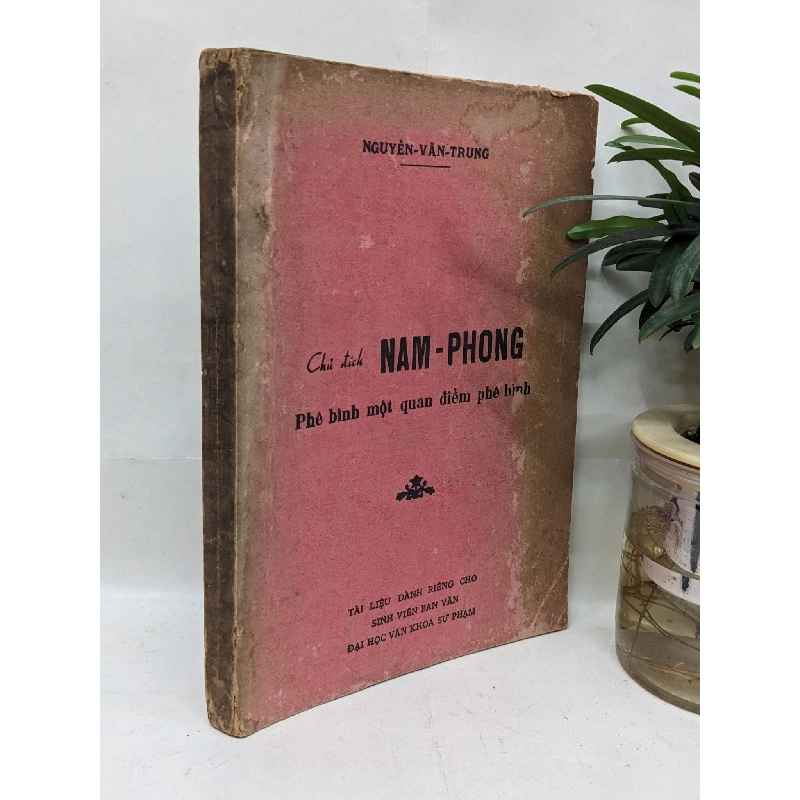 NGUYỄN-VĂN-TRUNG
Chủ đích NAM-PHONG
Phê bình một quan điểm phê bình
TÀI LIỆU DÀNH RIÊNG CHO
SINH VIÊN BAN VĂN
ĐẠI HỌC VĂN KHOA SƯ PHẠM